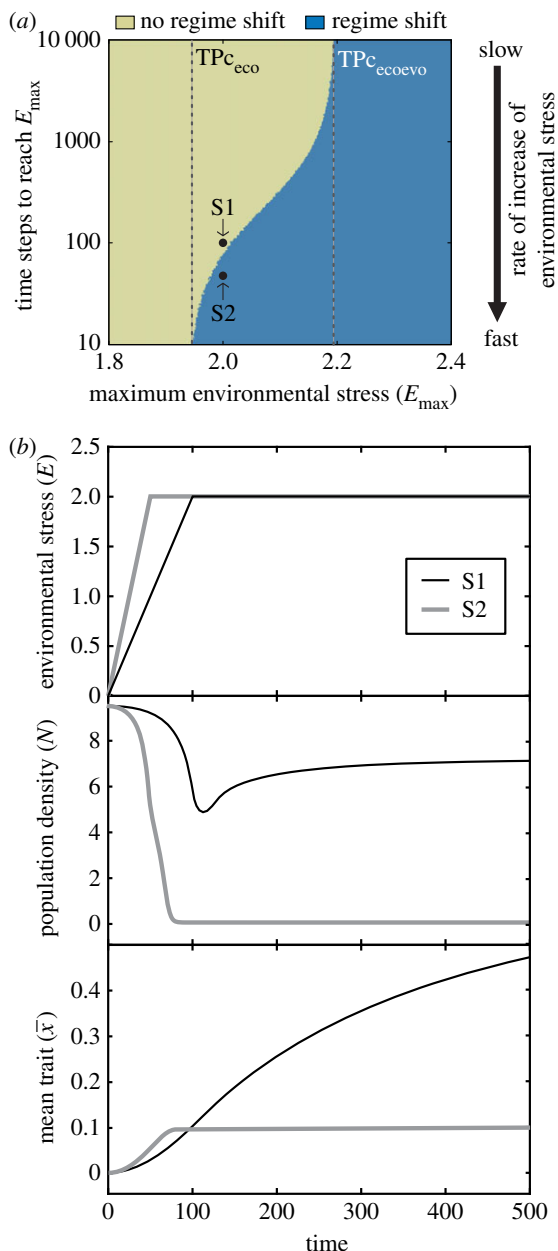 (a)
no regime shift
regime shift
TPc_eco
TPc_ecoevo
10 000
1000
100
10
time steps to reach E_max
S1
S2
1.8
2.0
2.2
2.4
maximum environmental stress (E_max)
slow
rate of increase of
environmental stress
fast
(b)
2.5
2.0
1.5
1.0
0.5
0
environmental stress (E)
S1
S2
8
6
4
2
0
population density (N)
0.4
0.3
0.2
0.1
0
mean trait (x̄)
0
100
200
300
400
500
time